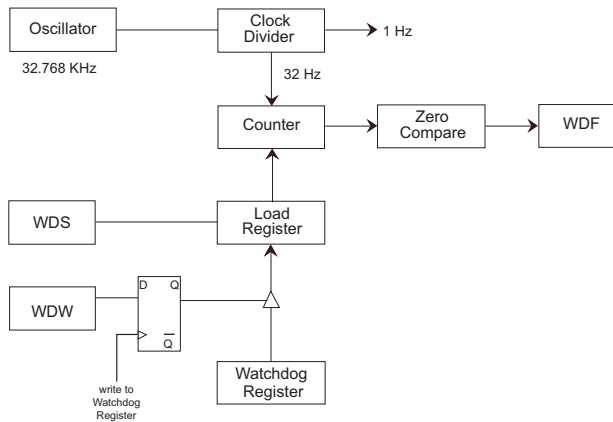 Oscillator
Clock
Divider
1 Hz
32.768 KHz
32 Hz
Counter
Zero
Compare
WDF
WDS
Load
Register
D Q
WDW
Q
Watchdog
Register
write to
Watchdog
Register